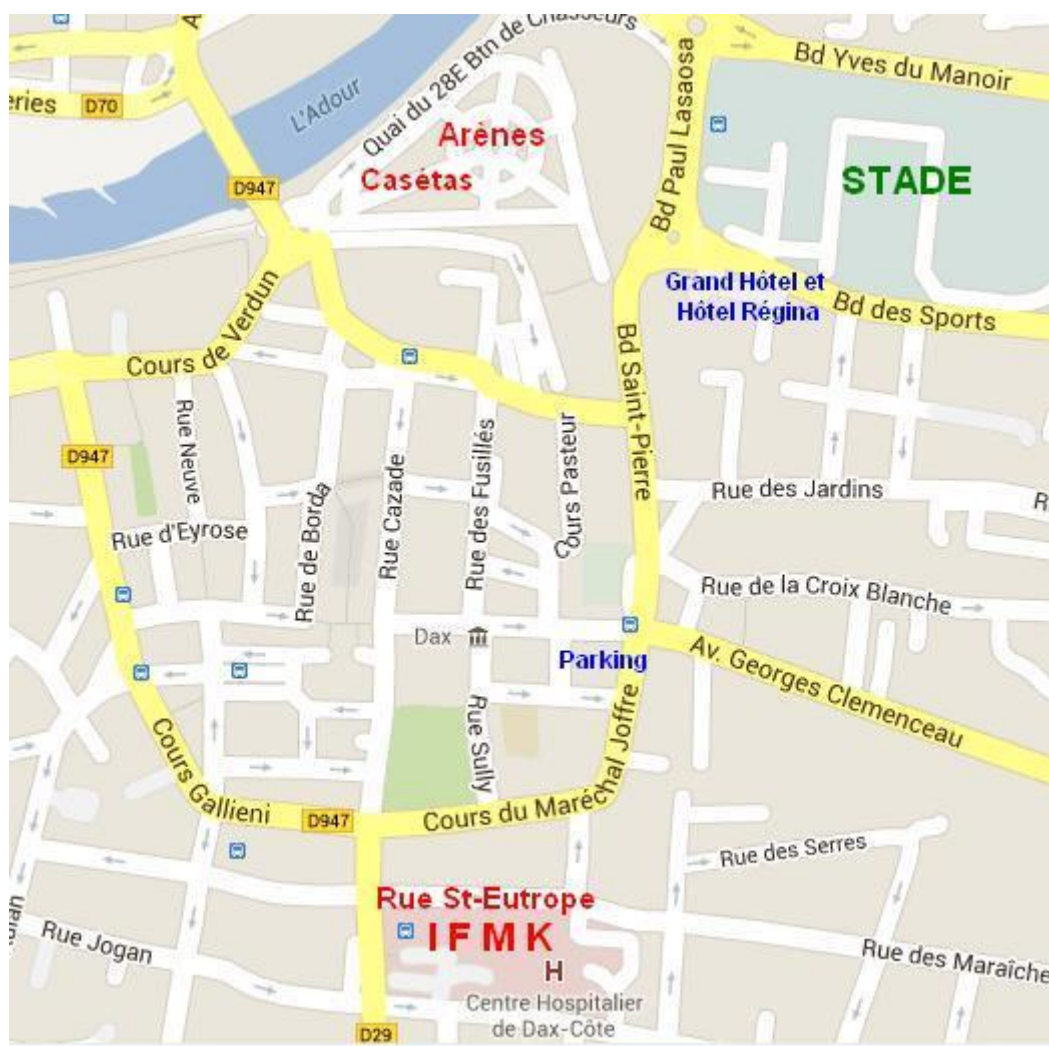 A
Quai du 28E Btn de Chasseurs
Bd Yves du Manoir
eries
D70
L'Adour
Arènes
Casétas
Bd Paul Lasaosa
STADE
D947
Grand Hôtel et
Hôtel Régina
Bd des Sports
Cours de Verdun
Bd Saint-Pierre
D947
Rue Neuve
Rue Cazade
Rue des Fusillés
Cours Pasteur
Rue des Jardins
R
Rue d'Eyrose
Rue de Borda
Rue de la Croix Blanche
Dax
Parking
Av. Georges Clemenceau
Rue Sully
Cours Gallieni
D947
Cours du Maréchal Joffre
Rue des Serres
Rue St-Eutrope
IFMK
H
Centre Hospitalier
de Dax-Côte
Rue Jogan
Rue des Maraîche
D29